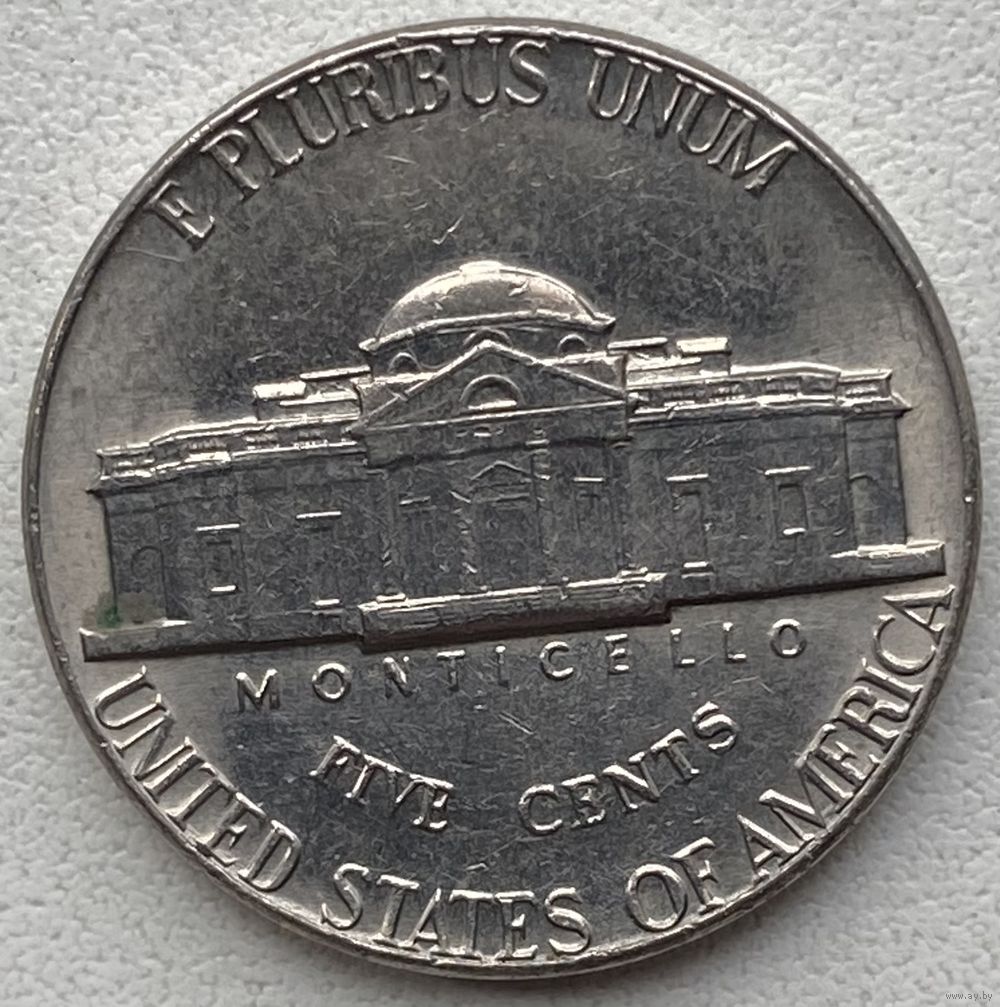 E PLURIBUS UNUM
MONTICELLO
FIVE CENTS
UNITED STATES OF AMERICA
www.ay.by